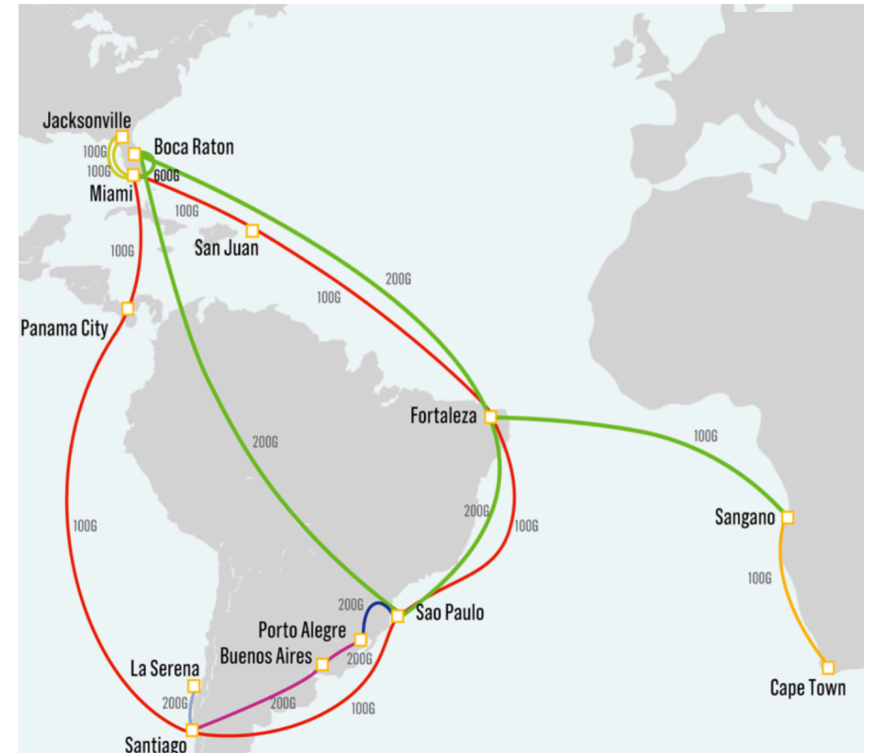 Jacksonville
100G
Boca Raton
100G
600G
Miami
100G
San Juan
100G
200G
100G
Panama City
Fortaleza
200G
100G
Sangano
200G
100G
100G
100G
200G
Sao Paulo
Porto Alegre
200G
Buenos Aires
La Serena
200G
200G
100G
Cape Town
Santiago